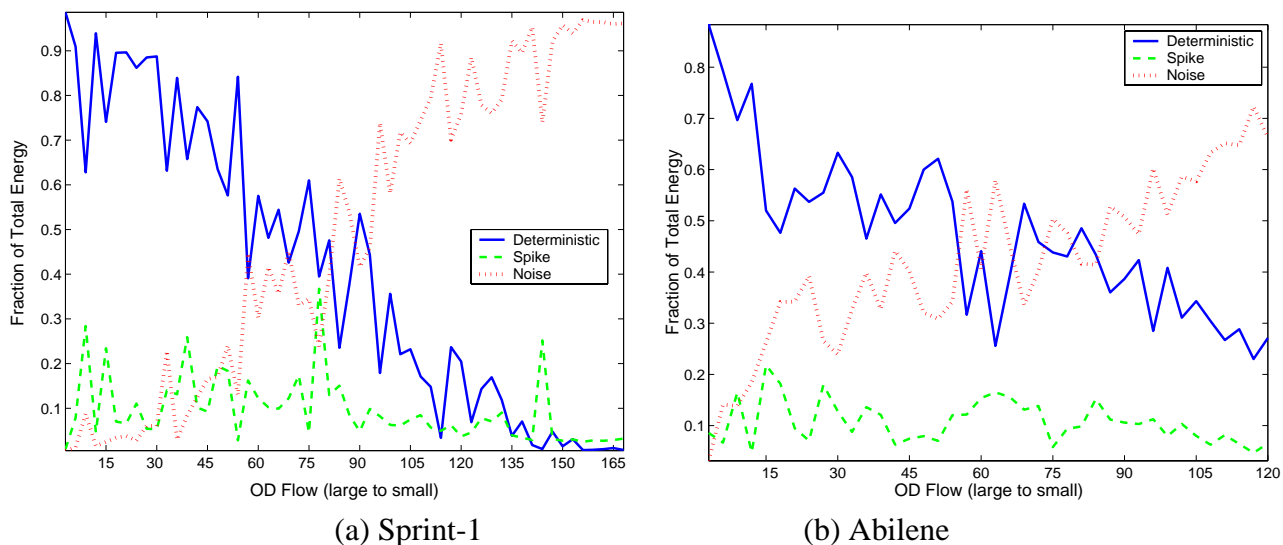 0.9
0.8
0.7
0.6
0.5
0.4
0.3
0.2
0.1
Fraction of Total Energy
Deterministic
Spike
Noise
15 30 45 60 75 90 105 120 135 150 165
OD Flow (large to small)
(a) Sprint-1
0.8
0.7
0.6
0.5
0.4
0.3
0.2
0.1
Fraction of Total Energy
Deterministic
Spike
Noise
15 30 45 60 75 90 105 120
OD Flow (large to small)
(b) Abilene